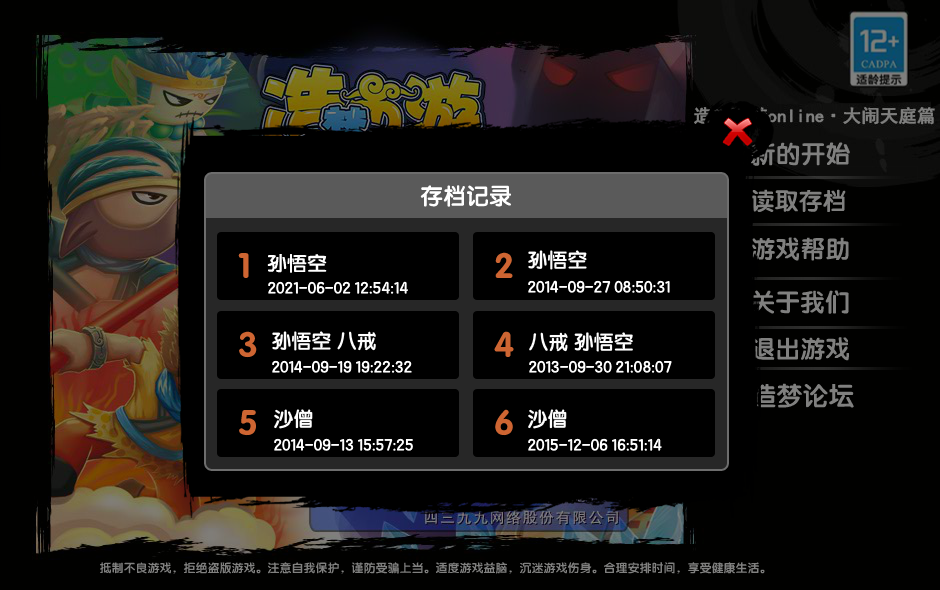 12+
CADPA
适龄提示
造
online·大闹天庭篇
新的开始
读取存档
游戏帮助
关于我们
退出游戏
造梦论坛
存档记录
1 孙悟空
2021-06-02 12:54:14
2 孙悟空
2014-09-27 08:50:31
3 孙悟空 八戒
2014-09-19 19:22:32
4 八戒 孙悟空
2013-09-30 21:08:07
5 沙僧
2014-09-13 15:57:25
6 沙僧
2015-12-06 16:51:14
四三九九网络股份有限公司
抵制不良游戏，拒绝盗版游戏。注意自我保护，谨防受骗上当。适度游戏益脑，沉迷游戏伤身。合理安排时间，享受健康生活。